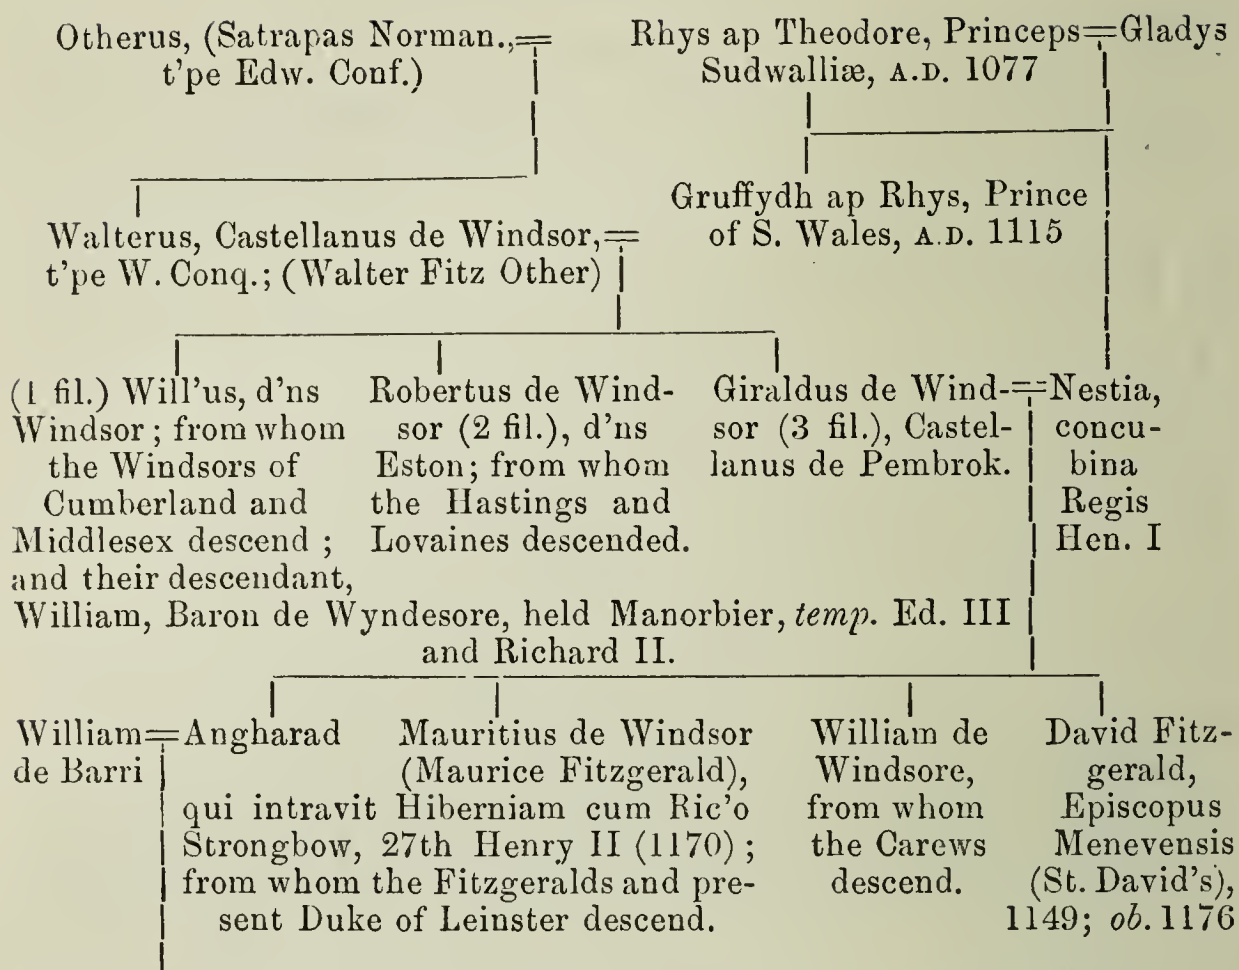 Otherus, (Satrapas Norman.,
t'pe Edw. Conf.)
Rhys ap Theodore, Princeps=Gladys
Sudwalliæ, A.D. 1077
Gruffydh ap Rhys, Prince
of S. Wales, A.D. 1115
Walterus, Castellanus de Windsor,=
t'pe W. Conq.; (Walter Fitz Other)
(1 fil.) Will'us, d'ns
Windsor; from whom
the Windsors of
Cumberland and
Middlesex descend;
and their descendant,
William, Baron de Wyndesore, held Manorbier, temp. Ed. III
and Richard II.
Robertus de Wind-
sor (2 fil.), d'ns
Eston; from whom
the Hastings and
Lovaines descended.
Giraldus de Wind-
sor (3 fil.), Castel-
lanus de Pembrok.
Nestia,
concu-
bina
Regis
Hen. I
William=Angharad
de Barri
Mauritius de Windsor
(Maurice Fitzgerald),
qui intravit Hiberniam cum Ric'o
Strongbow, 27th Henry II (1170);
from whom the Fitzgeralds and pre-
sent Duke of Leinster descend.
William de
Windsore,
from whom
the Carews
descend.
David Fitz-
gerald,
Episcopus
Menevensis
(St. David's),
1149; ob. 1176